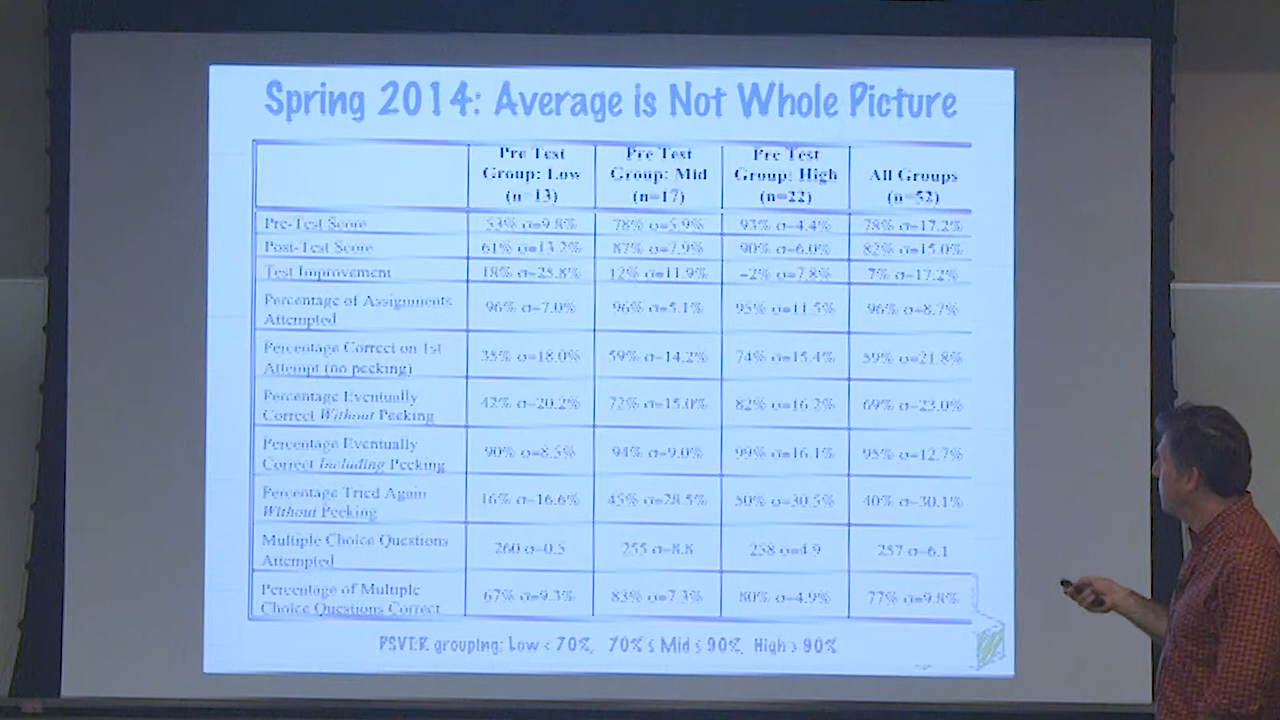 Spring 2014: Average is Not Whole Picture
Pre Test Group: Low (n=13) Pre Test Group: Mid (n=17) Pre Test Group: High (n=22) All Groups (n=52)
Pre-Test Score 53% σ=9.8% 78% σ=5.9% 93% σ=4.4% 78% σ=17.2%
Post-Test Score 61% σ=13.2% 87% σ=7.9% 90% σ=6.0% 82% σ=15.0%
Test Improvement 18% σ=28.8% 12% σ=11.9% -2% σ=7.8% 7% σ=17.2%
Percentage of Assignments Attempted 96% σ=7.0% 96% σ=5.1% 95% σ=11.5% 96% σ=8.7%
Percentage Correct on 1st Attempt (no peeking) 35% σ=18.0% 59% σ=14.2% 74% σ=15.4% 59% σ=21.8%
Percentage Eventually Correct Without Peeking 42% σ=20.2% 72% σ=15.0% 82% σ=16.2% 69% σ=23.0%
Percentage Eventually Correct Including Peeking 90% σ=8.5% 94% σ=9.0% 99% σ=16.1% 95% σ=12.7%
Percentage Tried Again Without Peeking 16% σ=16.6% 45% σ=28.5% 50% σ=30.5% 40% σ=30.1%
Multiple Choice Questions Attempted 260 σ=0.5 255 σ=8.8 258 σ=4.9 257 σ=6.1
Percentage of Multiple Choice Questions Correct 67% σ=9.3% 83% σ=7.3% 80% σ=4.9% 77% σ=9.8%
PSVT:R grouping: Low < 70%, 70% ≤ Mid ≤ 90%, High > 90%